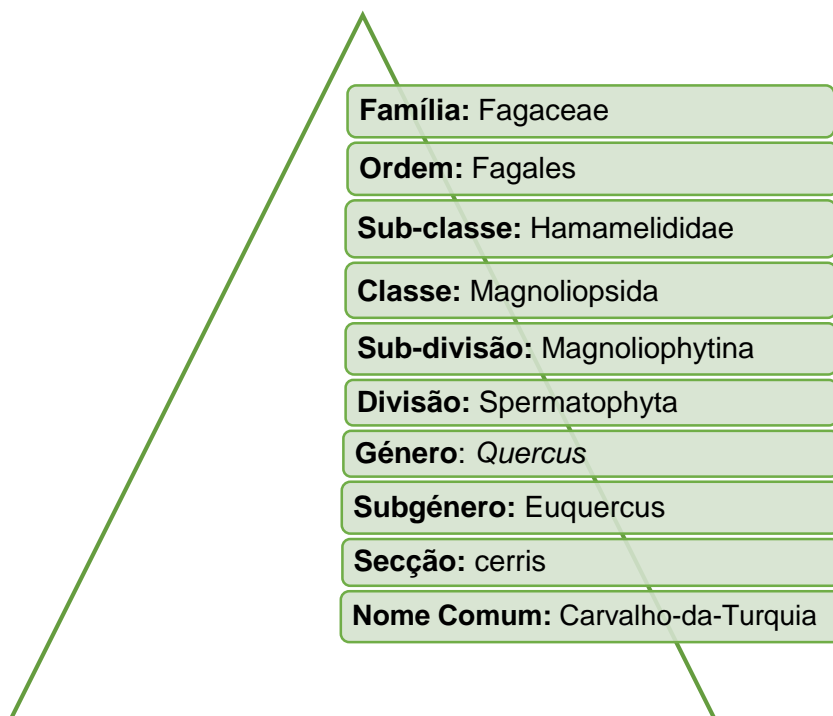 Família: Fagaceae
Ordem: Fagales
Sub-classe: Hamamelididae
Classe: Magnoliopsida
Sub-divisão: Magnoliophytina
Divisão: Spermatophyta
Género: Quercus
Subgénero: Euquercus
Secção: cerris
Nome Comum: Carvalho-da-Turquia